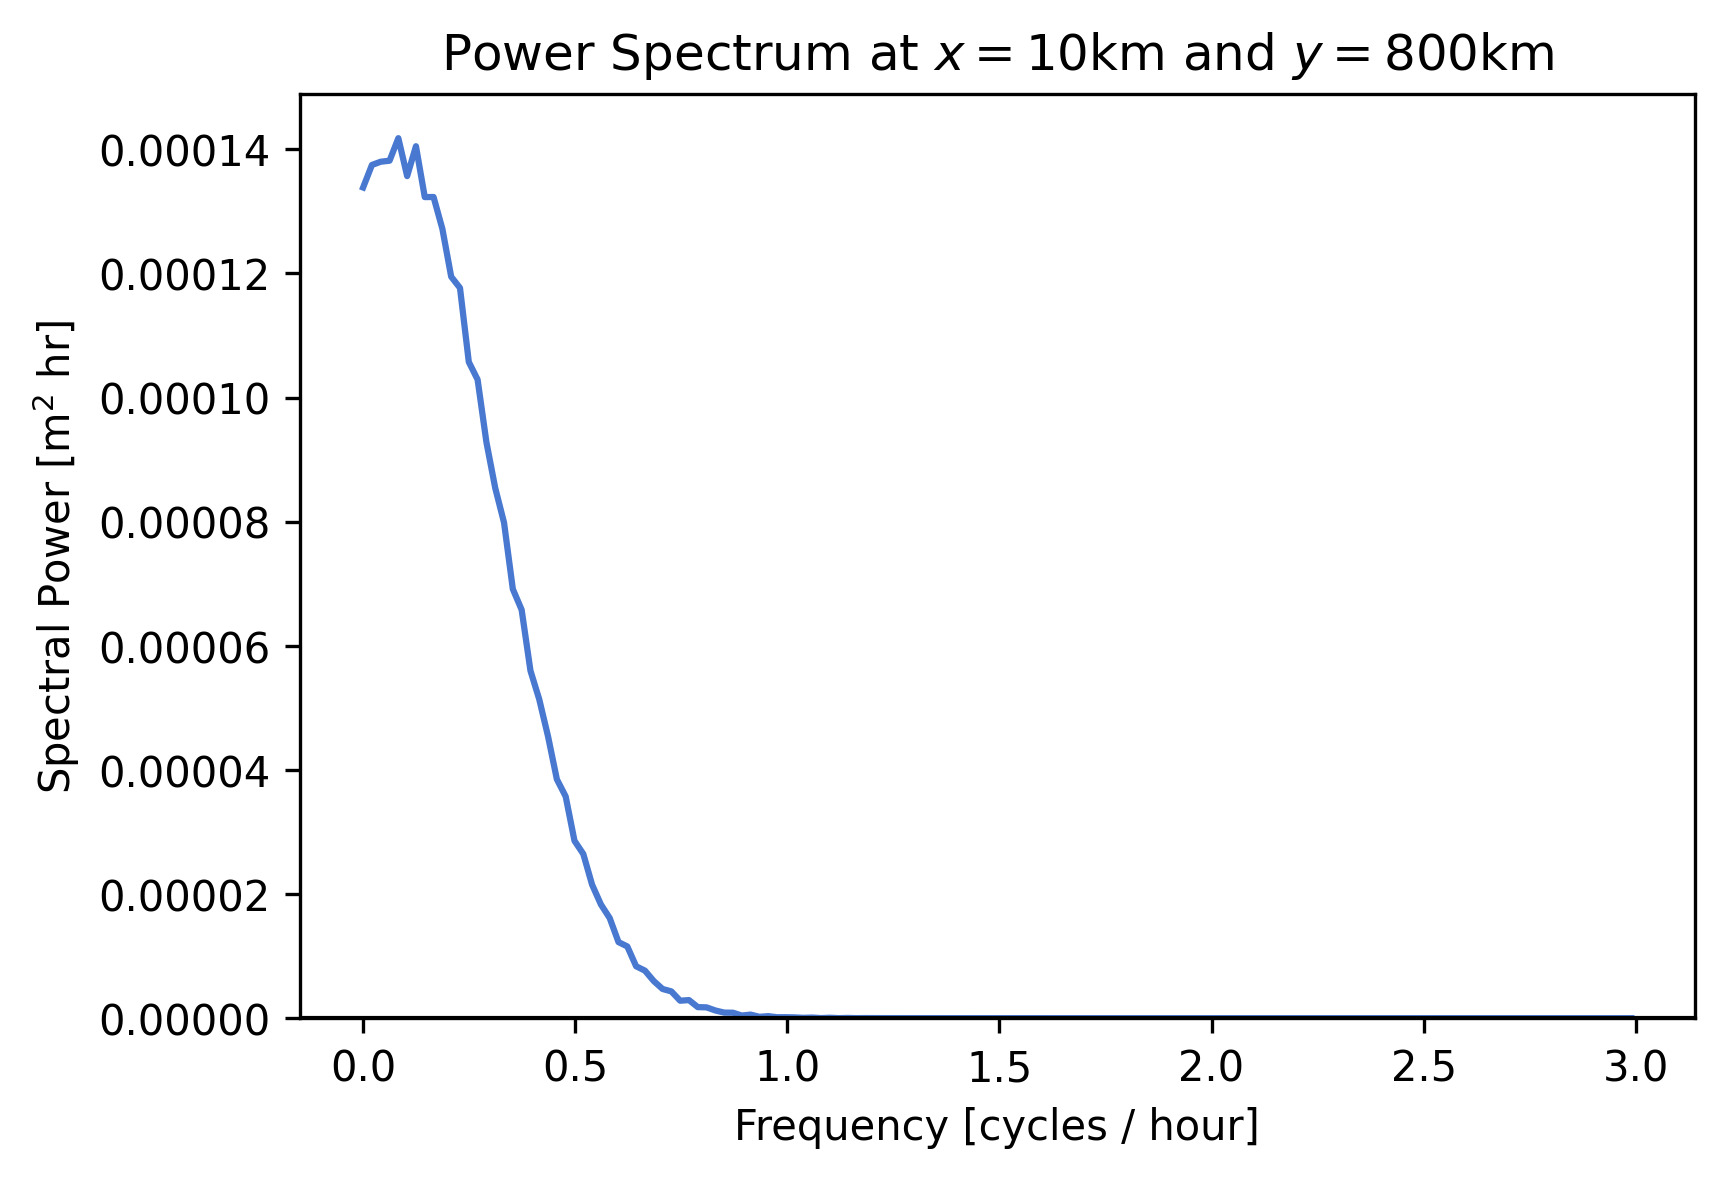 Power Spectrum at x = 10km and y = 800km
0.00014
0.00012
0.00010
0.00008
0.00006
0.00004
0.00002
0.00000
Spectral Power [m² hr]
0.0 0.5 1.0 1.5 2.0 2.5 3.0
Frequency [cycles / hour]